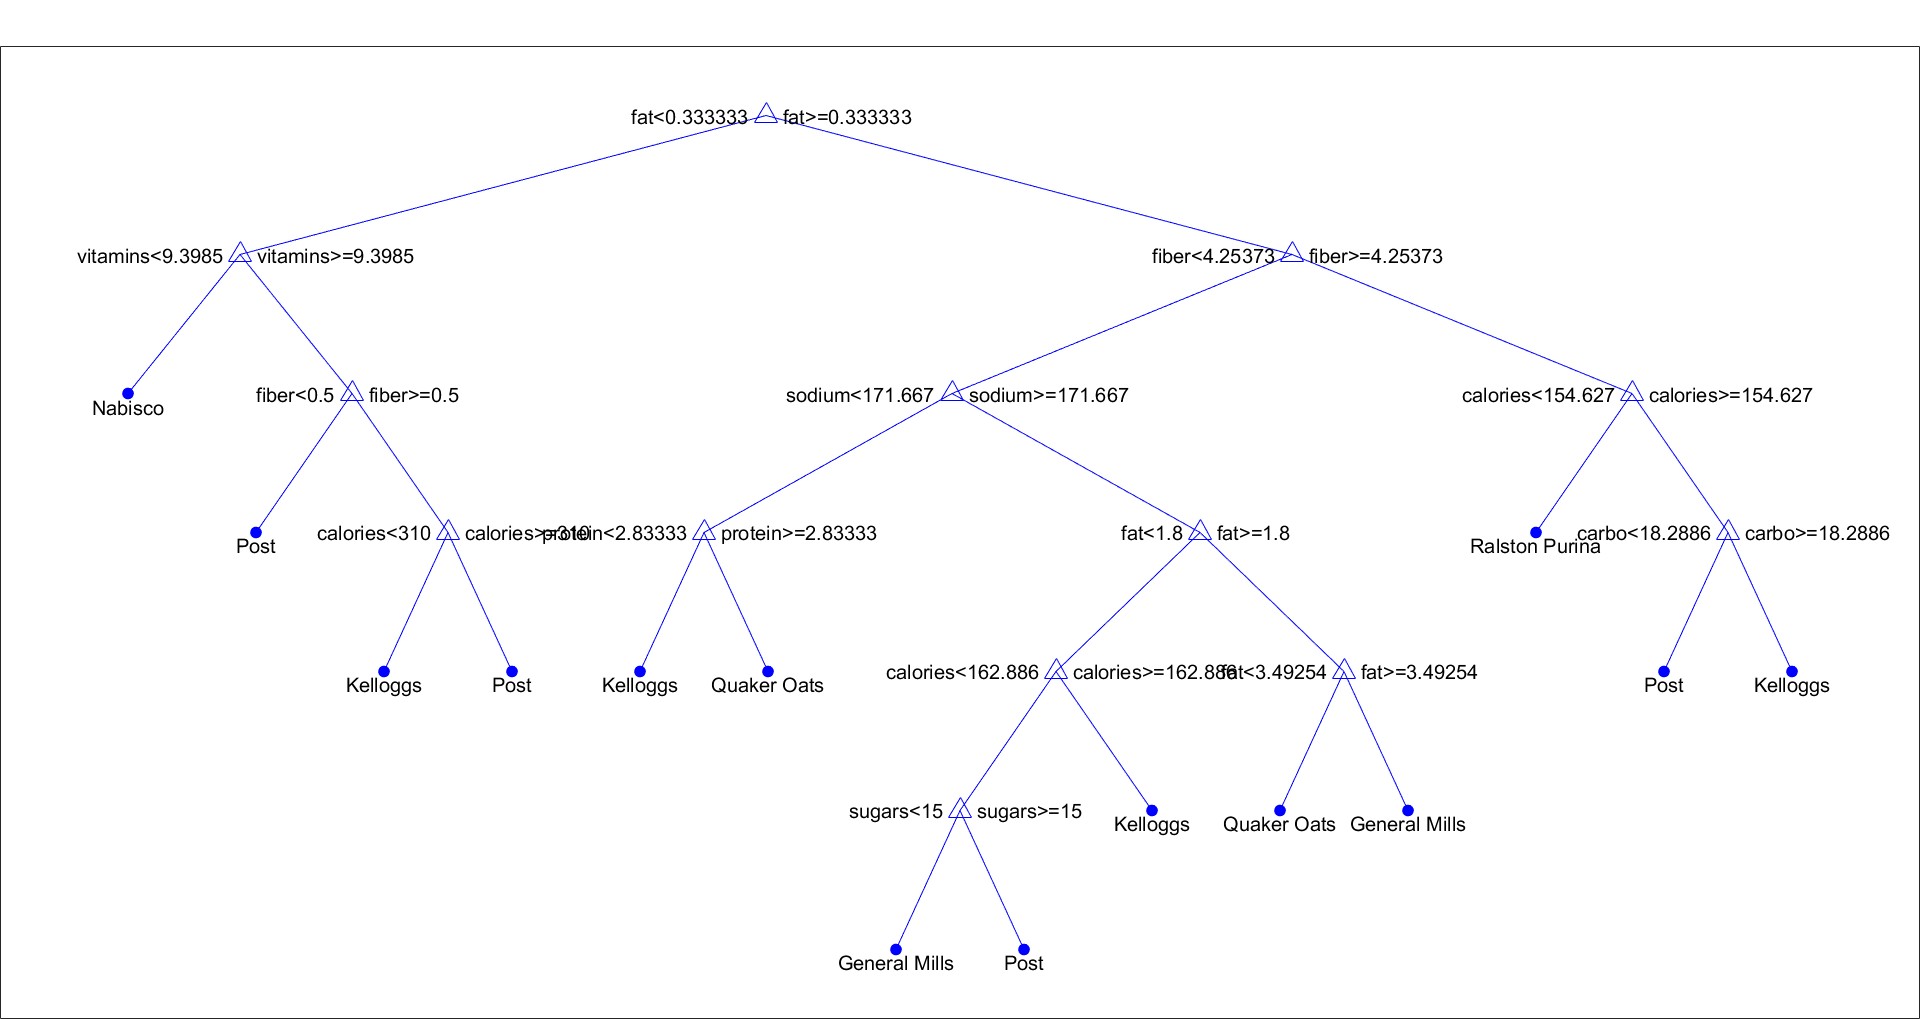 fat<0.333333 fat>=0.333333
vitamins<9.3985 vitamins>=9.3985 fiber<4.25373 fiber>=4.25373
Nabisco fiber<0.5 fiber>=0.5 sodium<171.667 sodium>=171.667 calories<154.627 calories>=154.627
Post calories<310 calories>=310 protein<2.83333 protein>=2.83333 fat<1.8 fat>=1.8 Ralston Purina carbo<18.2886 carbo>=18.2886
Kelloggs Post Kelloggs Quaker Oats calories<162.886 calories>=162.886 fat<3.49254 fat>=3.49254 Post Kelloggs
sugars<15 sugars>=15 Kelloggs Quaker Oats General Mills
General Mills Post